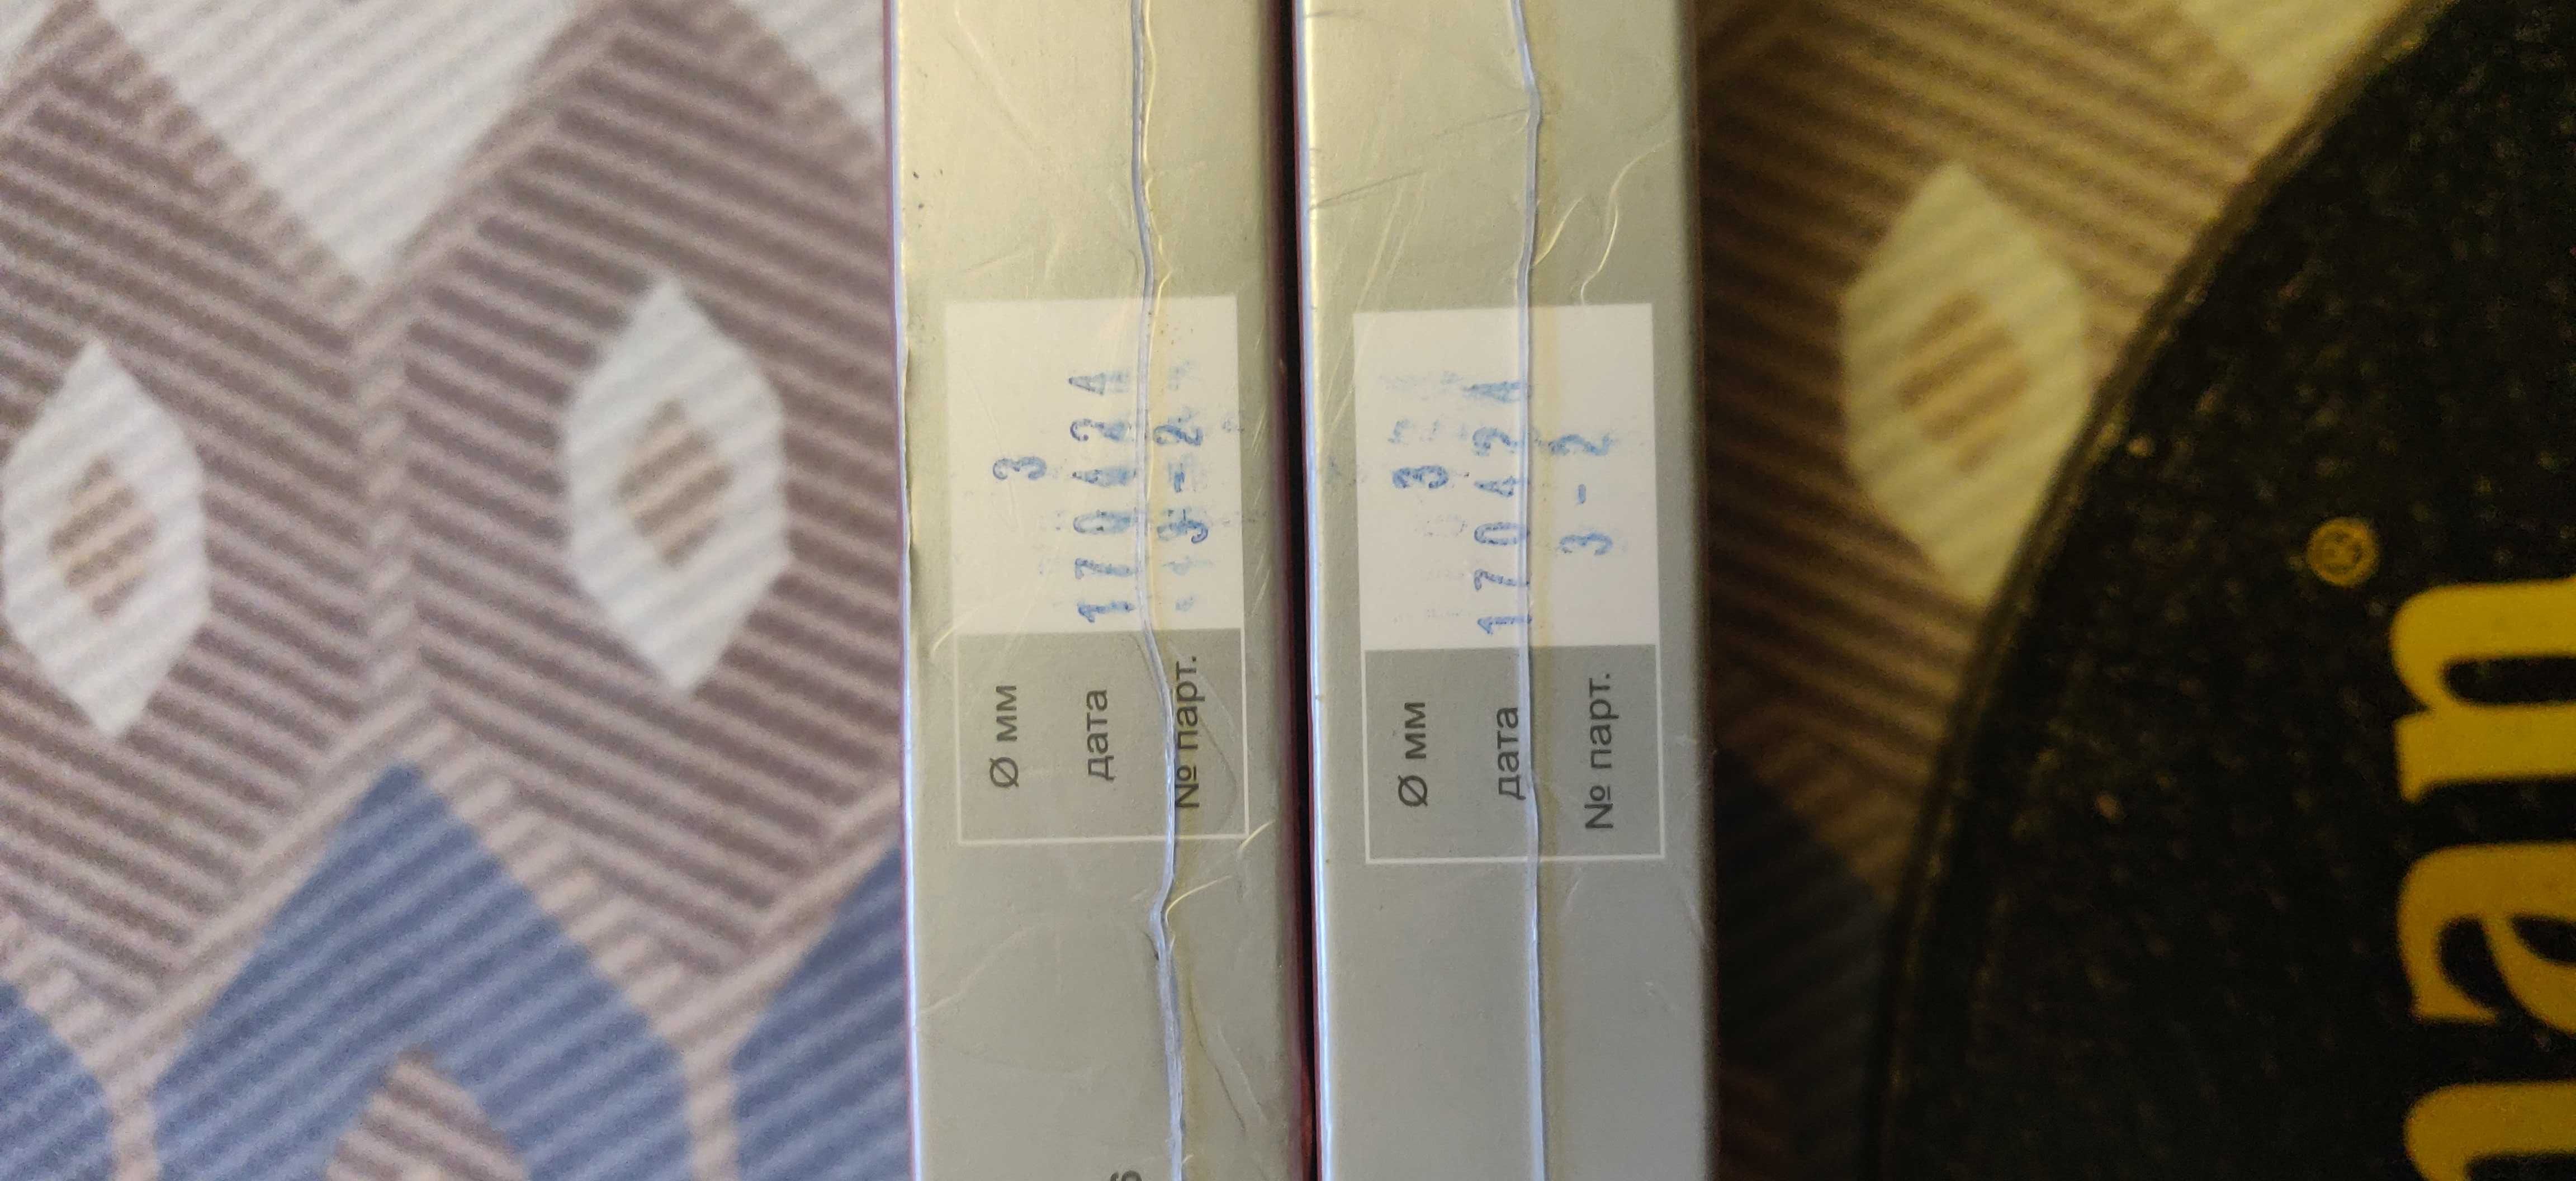 Ø мм 3
дата 170424
№ парт. 3-2
Ø мм 3
дата 170424
№ парт. 3-2
®